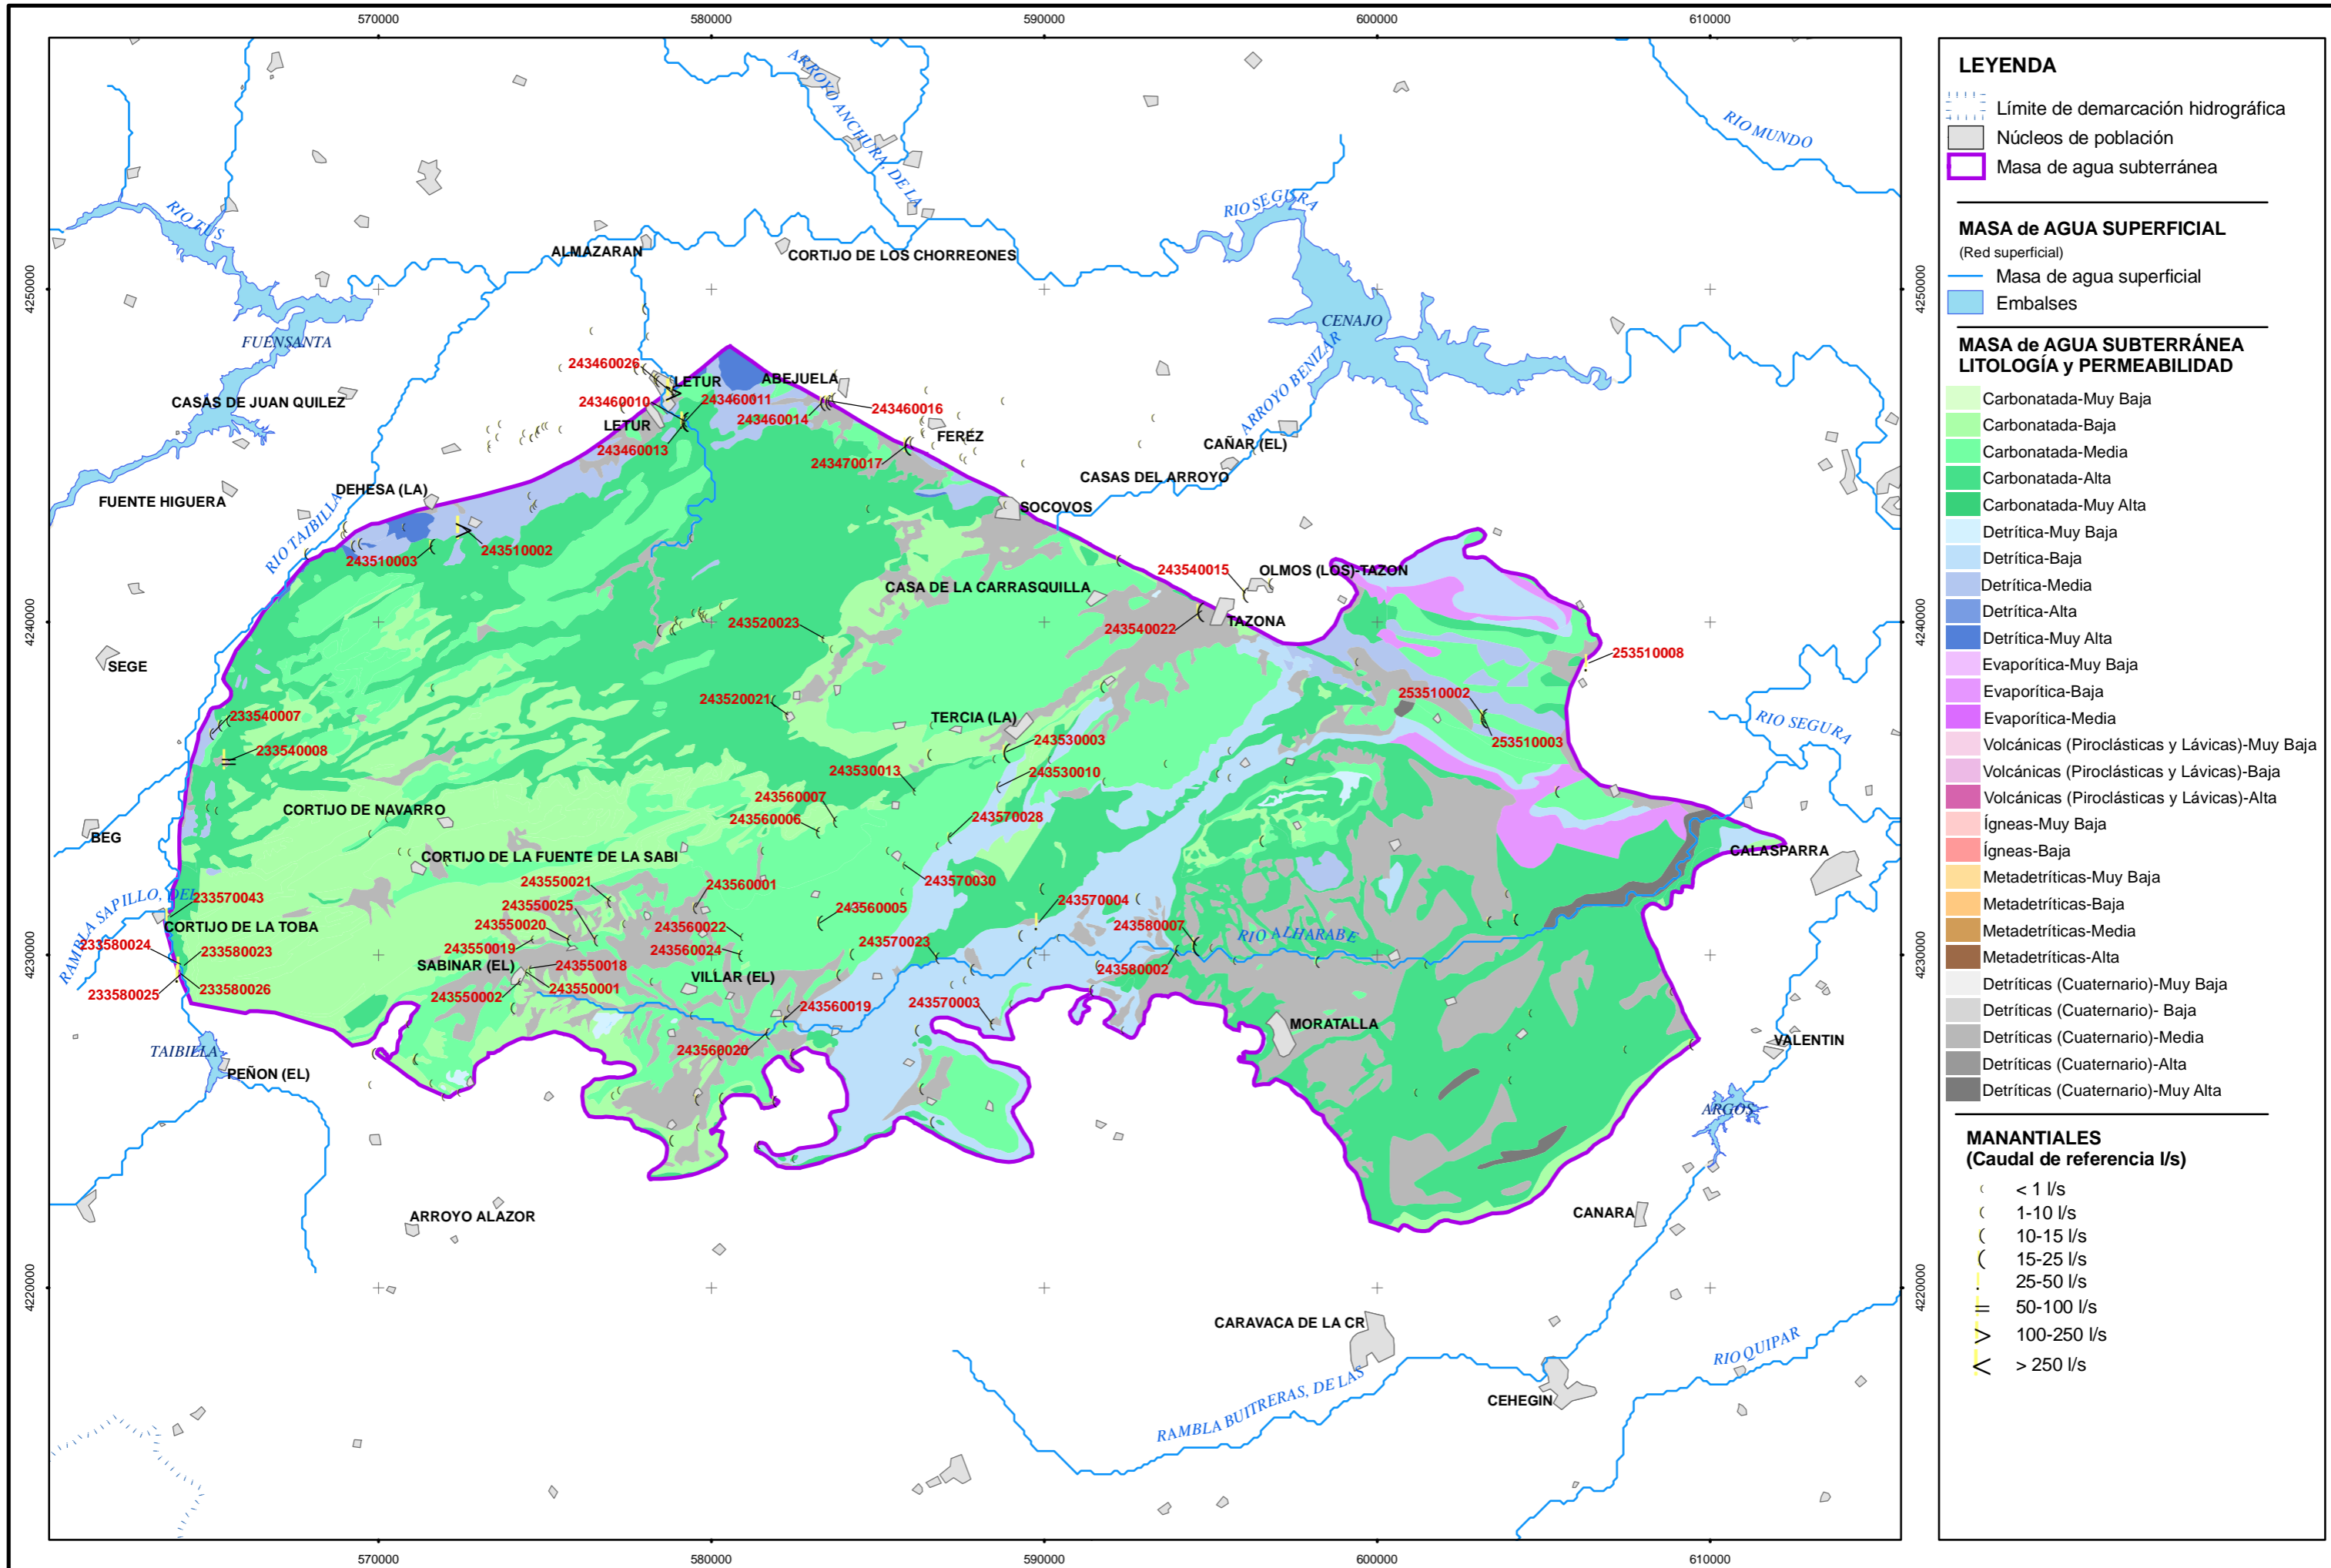 570000
580000
590000
600000
610000
4250000
4240000
4230000
4220000
4250000
4240000
4230000
4220000
570000
580000
590000
600000
610000
ARROYO ANCHURA, DE LA
RIO MUNDO
RIO TUS
RIO SEGURA
ALMAZARAN
CORTIJO DE LOS CHORREONES
CENAJO
FUENSANTA
ARROYO BENIZAR
243460026
LETUR
ABEJUELA
CASAS DE JUAN QUILEZ
243460010
243460011
243460016
243460014
LETUR
FEREZ
243460013
CAÑAR (EL)
243470017
CASAS DEL ARROYO
DEHESA (LA)
FUENTE HIGUERA
SOCOVOS
RIO TAIBILLA
243510002
243510003
243540015
OLMOS (LOS)-TAZON
CASA DE LA CARRASQUILLA
243520023
243540022
TAZONA
SEGE
253510008
253510002
243520021
233540007
TERCIA (LA)
RIO SEGURA
243530003
253510003
233540008
243530013
243530010
243560007
CORTIJO DE NAVARRO
243560006
243570028
BEG
CALASPARRA
CORTIJO DE LA FUENTE DE LA SABI
243550021
243560001
243570030
RAMBLA SAPILLO, DEL
233570043
243550025
243570004
243560005
CORTIJO DE LA TOBA
243550020
243560022
243580007
RIO ALHARABE
233580024
243550019
243560024
243570023
233580023
SABINAR (EL)
243550018
VILLAR (EL)
243580002
233580025
233580026
243550002
243550001
243560019
243570003
MORATALLA
TAIBILLA
243560020
VALENTIN
PEÑON (EL)
ARGOS
ARROYO ALAZOR
CANARA
CARAVACA DE LA CR
RIO QUIPAR
RAMBLA BUITRERAS, DE LAS
CEHEGIN
LEYENDA
Límite de demarcación hidrográfica
Núcleos de población
Masa de agua subterránea
MASA de AGUA SUPERFICIAL
(Red superficial)
Masa de agua superficial
Embalses
MASA de AGUA SUBTERRÁNEA
LITOLOGÍA y PERMEABILIDAD
Carbonatada-Muy Baja
Carbonatada-Baja
Carbonatada-Media
Carbonatada-Alta
Carbonatada-Muy Alta
Detrítica-Muy Baja
Detrítica-Baja
Detrítica-Media
Detrítica-Alta
Detrítica-Muy Alta
Evaporítica-Muy Baja
Evaporítica-Baja
Evaporítica-Media
Volcánicas (Piroclásticas y Lávicas)-Muy Baja
Volcánicas (Piroclásticas y Lávicas)-Baja
Volcánicas (Piroclásticas y Lávicas)-Alta
Ígneas-Muy Baja
Ígneas-Baja
Metadetríticas-Muy Baja
Metadetríticas-Baja
Metadetríticas-Media
Metadetríticas-Alta
Detríticas (Cuaternario)-Muy Baja
Detríticas (Cuaternario)- Baja
Detríticas (Cuaternario)-Media
Detríticas (Cuaternario)-Alta
Detríticas (Cuaternario)-Muy Alta
MANANTIALES
(Caudal de referencia l/s)
< 1 l/s
1-10 l/s
10-15 l/s
15-25 l/s
25-50 l/s
50-100 l/s
100-250 l/s
> 250 l/s